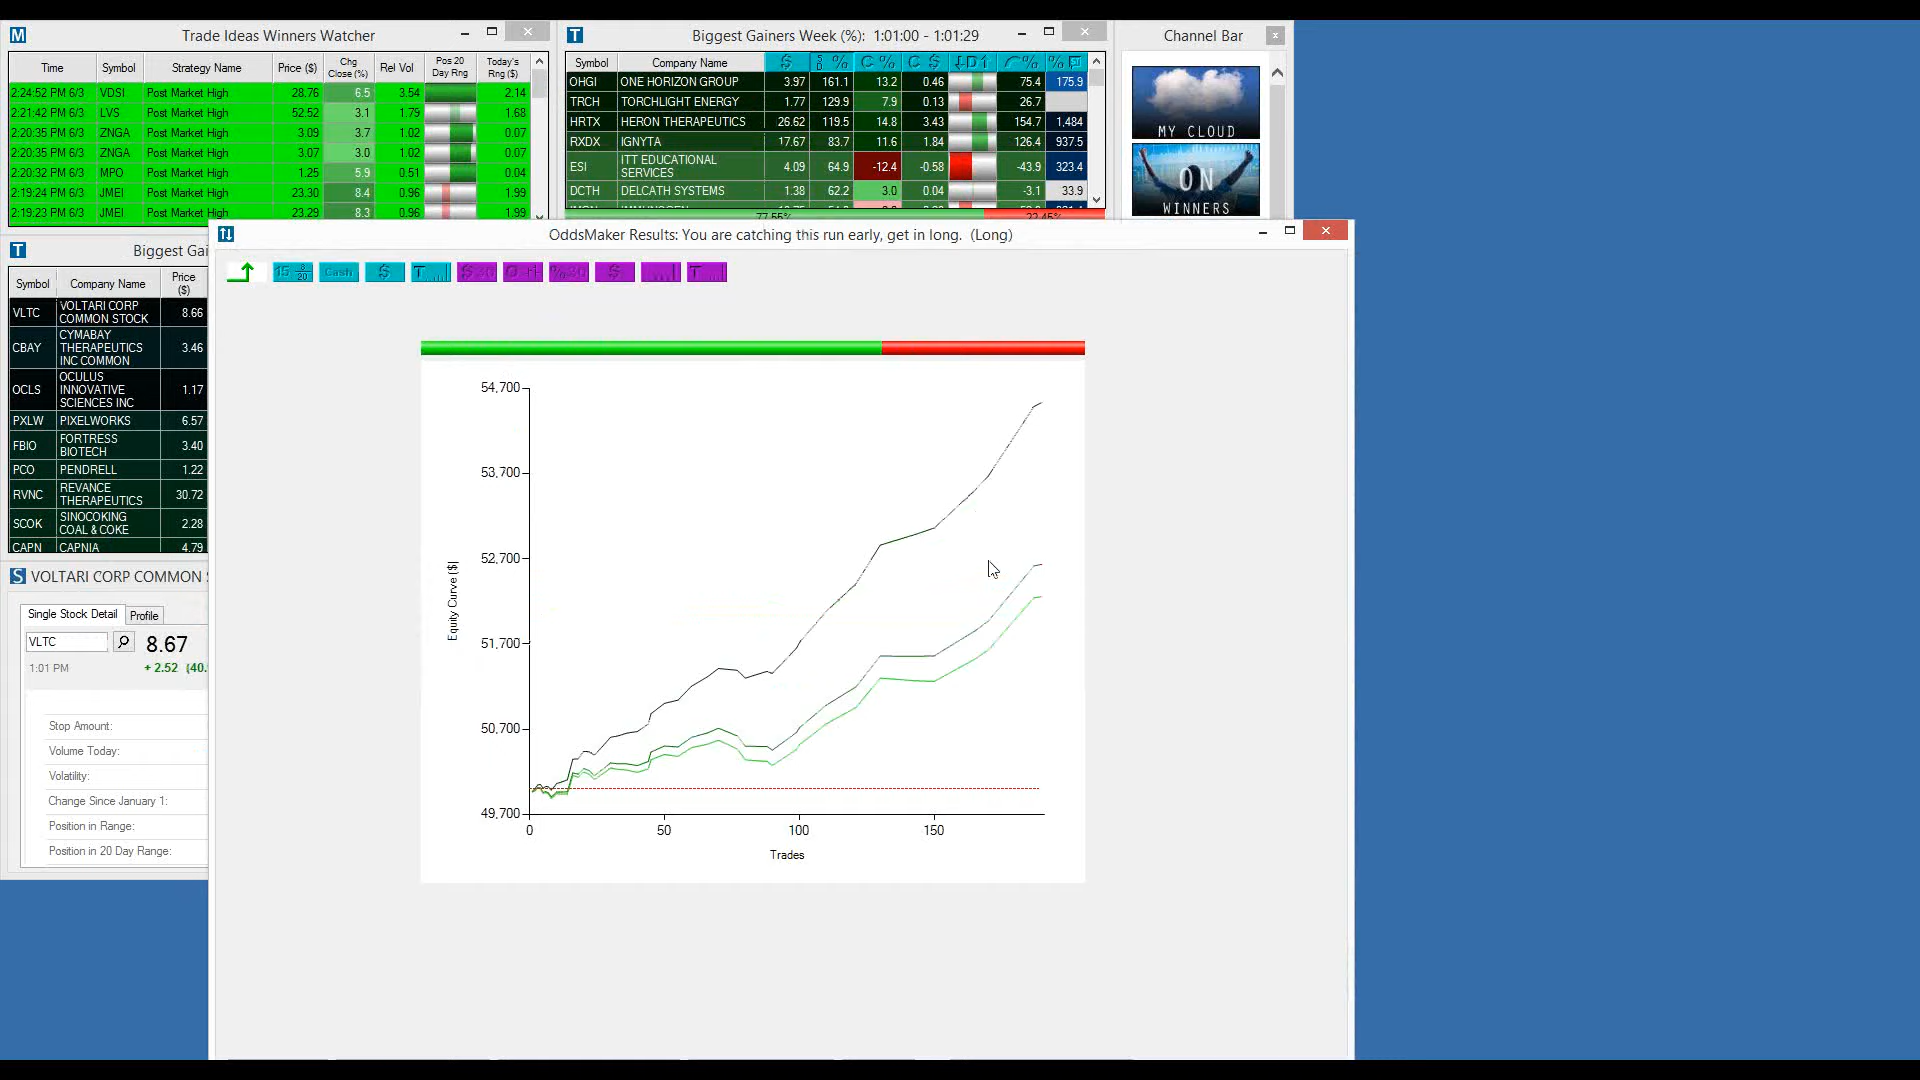 Trade Ideas Winners Watcher
Time Symbol Strategy Name Price ($) Chg Close (%) Rel Vol Pos 20 Day Rng Today's Rng ($)
2:24:52 PM 6/3 VDSI Post Market High 28.76 6.5 3.54 2.14
2:21:42 PM 6/3 LVS Post Market High 52.52 3.1 1.79 1.68
2:20:35 PM 6/3 ZNGA Post Market High 3.09 3.7 1.02 0.07
2:20:35 PM 6/3 ZNGA Post Market High 3.07 3.0 1.02 0.07
2:20:32 PM 6/3 MPO Post Market High 1.25 5.9 0.51 0.04
2:19:24 PM 6/3 JMEI Post Market High 23.30 8.4 0.96 1.99
2:19:23 PM 6/3 JMEI Post Market High 23.29 8.3 0.96 1.99
Biggest Gainers Week (%): 1:01:00 - 1:01:29
Symbol Company Name $ % C % C $ D %
OHGI ONE HORIZON GROUP 3.97 161.1 13.2 0.46 75.4 175.9
TRCH TORCHLIGHT ENERGY 1.77 129.9 7.9 0.13 26.7
HRTX HERON THERAPEUTICS 26.62 119.5 14.8 3.43 154.7 1,484
RXDX IGNYTA 17.67 83.7 11.6 1.84 126.4 937.5
ESI ITT EDUCATIONAL SERVICES 4.09 64.9 -12.4 -0.58 -43.9 323.4
DCTH DELCATH SYSTEMS 1.38 62.2 3.0 0.04 -3.1 33.9
77.55% 22.45%
Channel Bar
MY CLOUD
ON
WINNERS
Biggest Gai
Symbol Company Name Price ($)
VLTC VOLTARI CORP COMMON STOCK 8.66
CBAY CYMABAY THERAPEUTICS INC COMMON 3.46
OCLS OCULUS INNOVATIVE SCIENCES INC 1.17
PXLW PIXELWORKS 6.57
FBIO FORTRESS BIOTECH 3.40
PCO PENDRELL 1.22
RVNC REVANCE THERAPEUTICS 30.72
SCOK SINOCOKING COAL & COKE 2.28
CAPN CAPNIA 4.79
VOLTARI CORP COMMON
Single Stock Detail Profile
VLTC 8.67
1:01 PM + 2.52 (40.
Stop Amount:
Volume Today:
Volatility:
Change Since January 1:
Position in Range:
Position in 20 Day Range:
OddsMaker Results: You are catching this run early, get in long. (Long)
15 Cash $ T $ 30 % 30 $ T
54,700
53,700
52,700
51,700
50,700
49,700
Equity Curve ($)
0 50 100 150
Trades